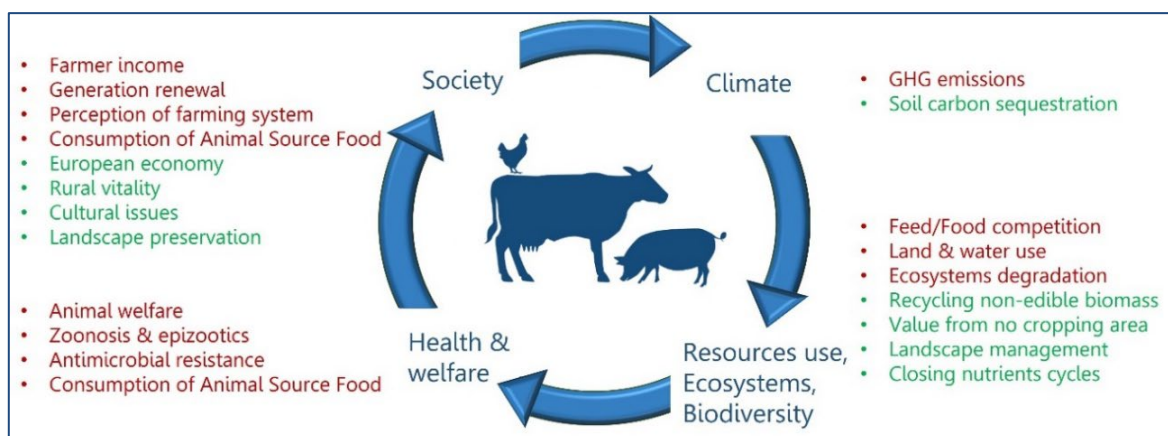 • Farmer income
• Generation renewal
• Perception of farming system
• Consumption of Animal Source Food
• European economy
• Rural vitality
• Cultural issues
• Landscape preservation
Society
Climate
• GHG emissions
• Soil carbon sequestration
• Animal welfare
• Zoonosis & epizootics
• Antimicrobial resistance
• Consumption of Animal Source Food
Health &
welfare
Resources use,
Ecosystems,
Biodiversity
• Feed/Food competition
• Land & water use
• Ecosystems degradation
• Recycling non-edible biomass
• Value from no cropping area
• Landscape management
• Closing nutrients cycles